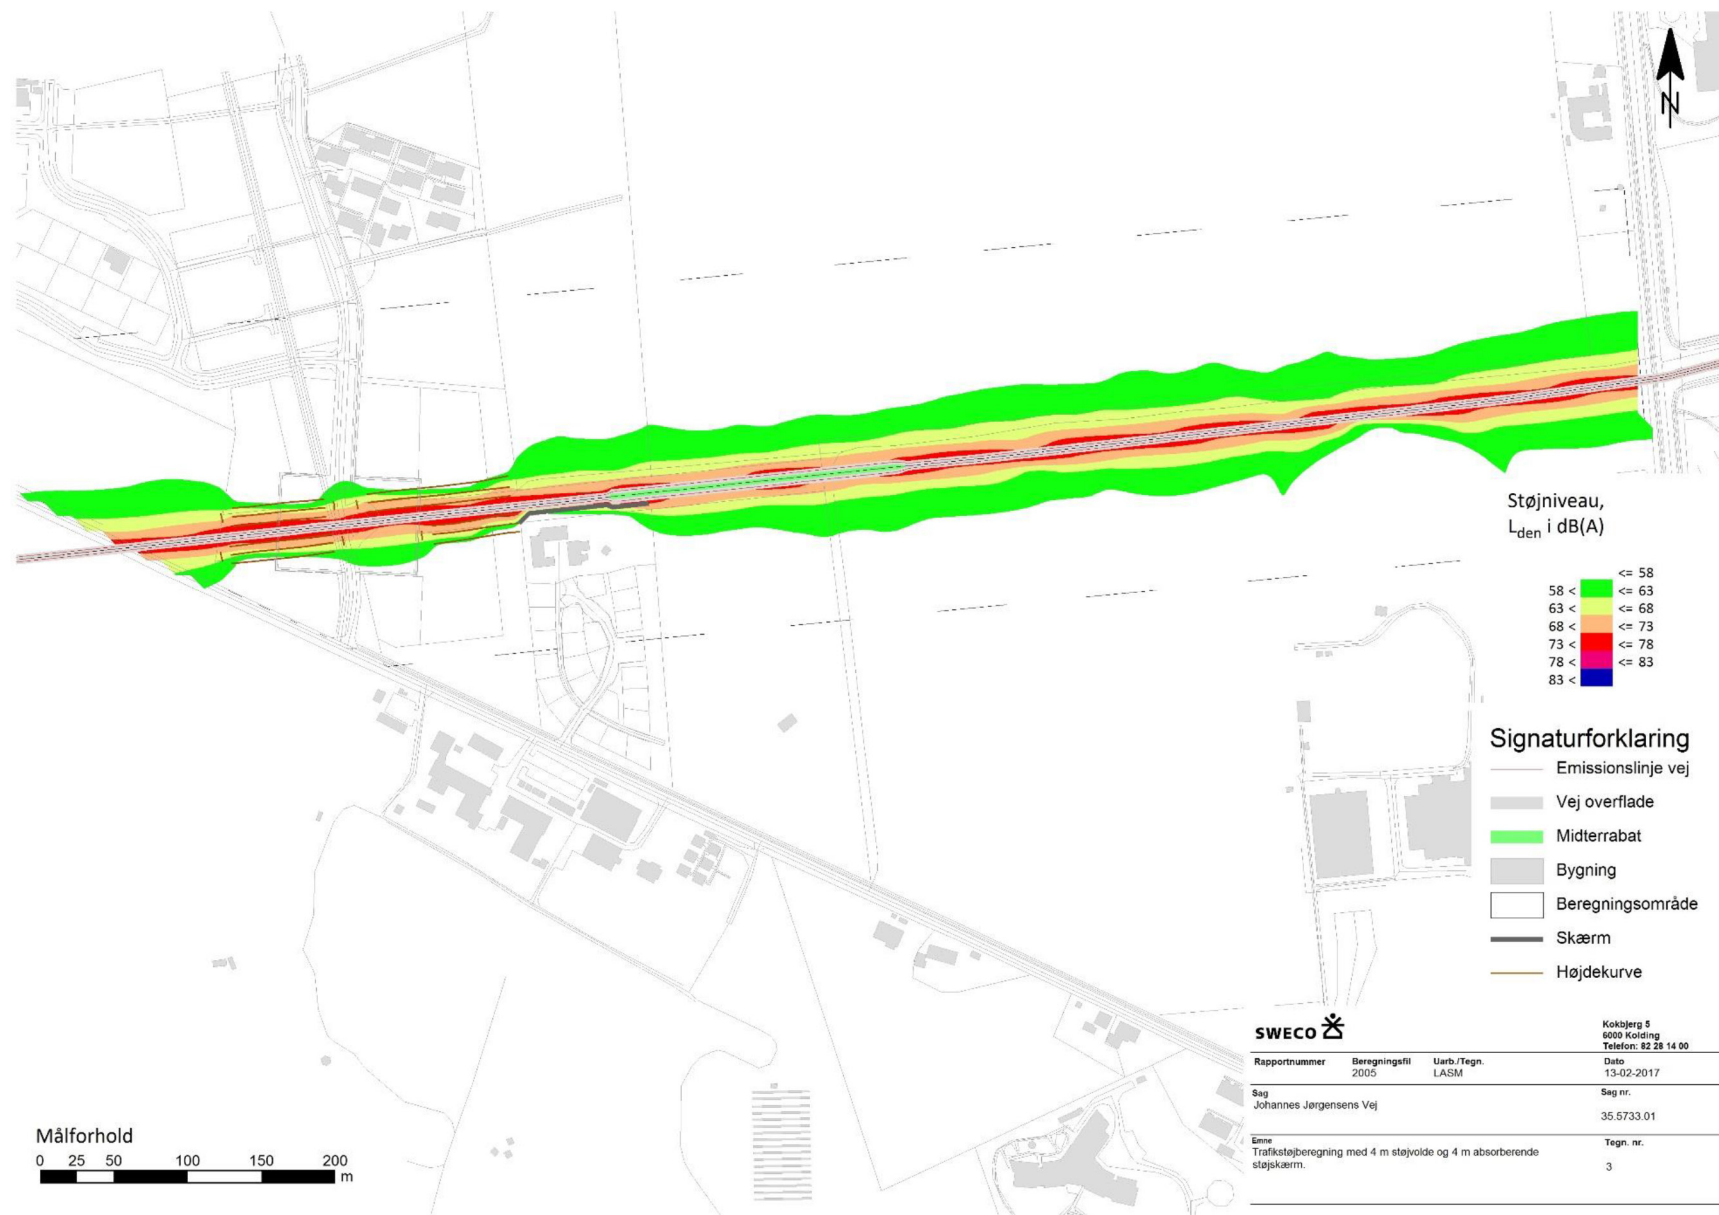 N
Støjniveau,
Lden i dB(A)
<= 58
58 < <= 63
63 < <= 68
68 < <= 73
73 < <= 78
78 < <= 83
83 <
Signaturforklaring
Emissionslinje vej
Vej overflade
Midterrabat
Bygning
Beregningsområde
Skærm
Højdekurve
SWECO
Kokbjerg 5
6000 Kolding
Telefon: 82 28 14 00
Rapportnummer Beregningsfil Uarb./Tegn. Dato
2005 LASM 13-02-2017
Sag Søg nr.
Johannes Jørgensens Vej
35.5733.01
Emne Tegn. nr.
Trafikstøjberegning med 4 m støjvolde og 4 m absorberende
støjskærm.
3
Målforhold
0 25 50 100 150 200
m